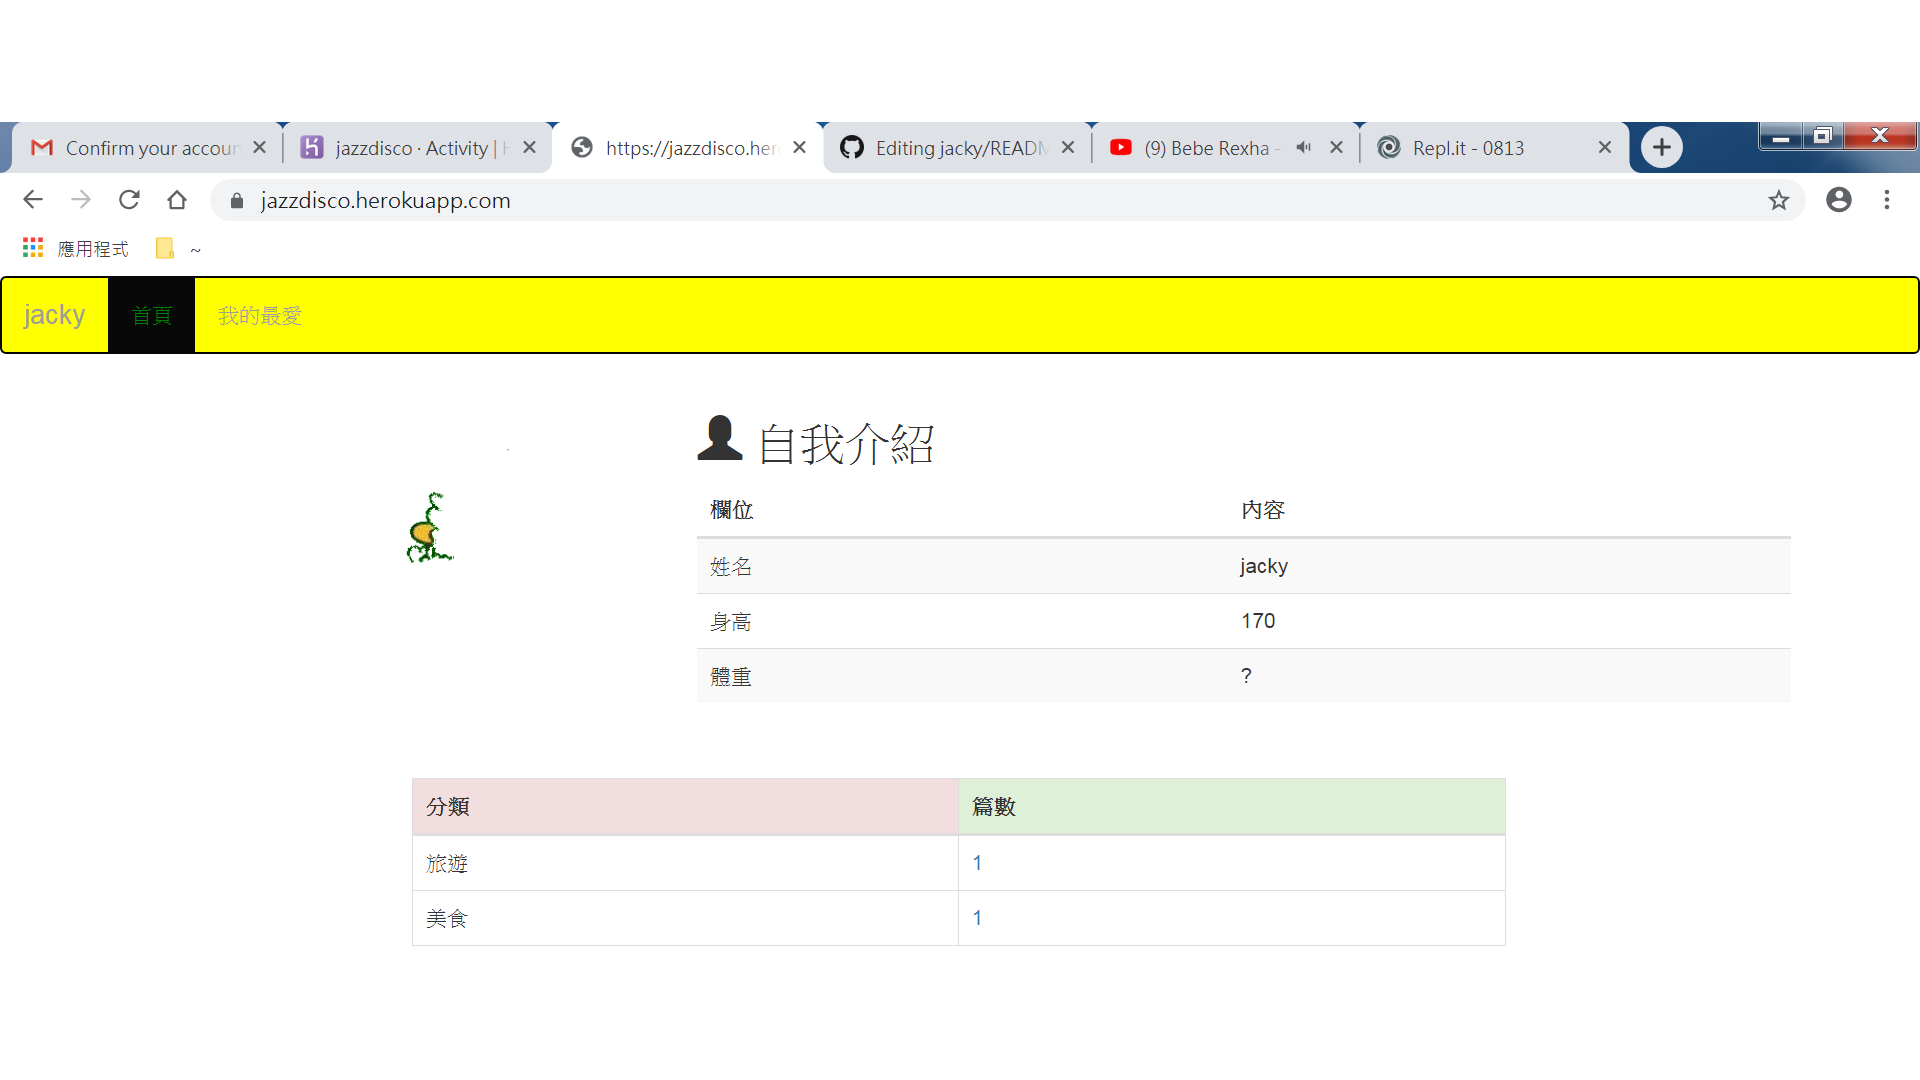 Confirm your accour
jazzdisco · Activity |
https://jazzdisco.her
Editing jacky/READM
(9) Bebe Rexha -
Repl.it - 0813
jazzdisco.herokuapp.com
應用程式 ~
jacky 首頁 我的最愛
自我介紹
欄位 內容
姓名 jacky
身高 170
體重 ?
分類 篇數
旅遊 1
美食 1